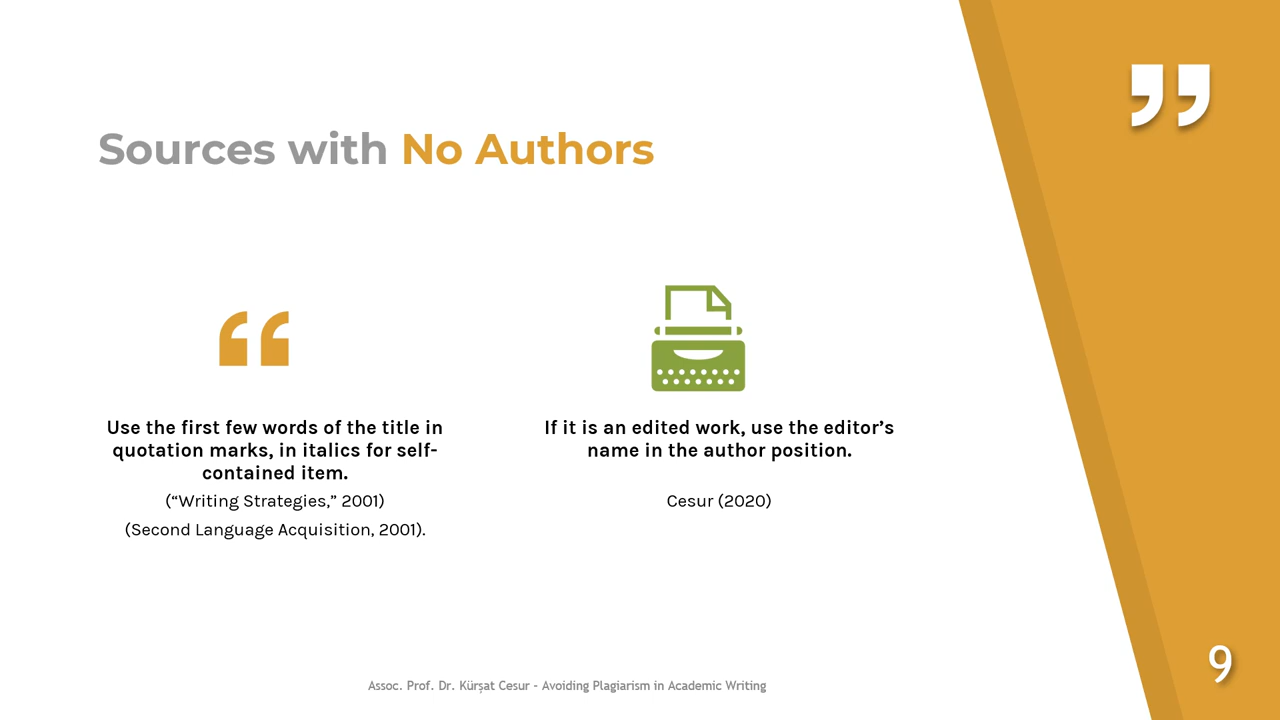 Sources with No Authors
Use the first few words of the title in
quotation marks, in italics for self-
contained item.
(“Writing Strategies,” 2001)
(Second Language Acquisition, 2001).
If it is an edited work, use the editor’s
name in the author position.
Cesur (2020)
Assoc. Prof. Dr. Kürşat Cesur - Avoiding Plagiarism in Academic Writing
9